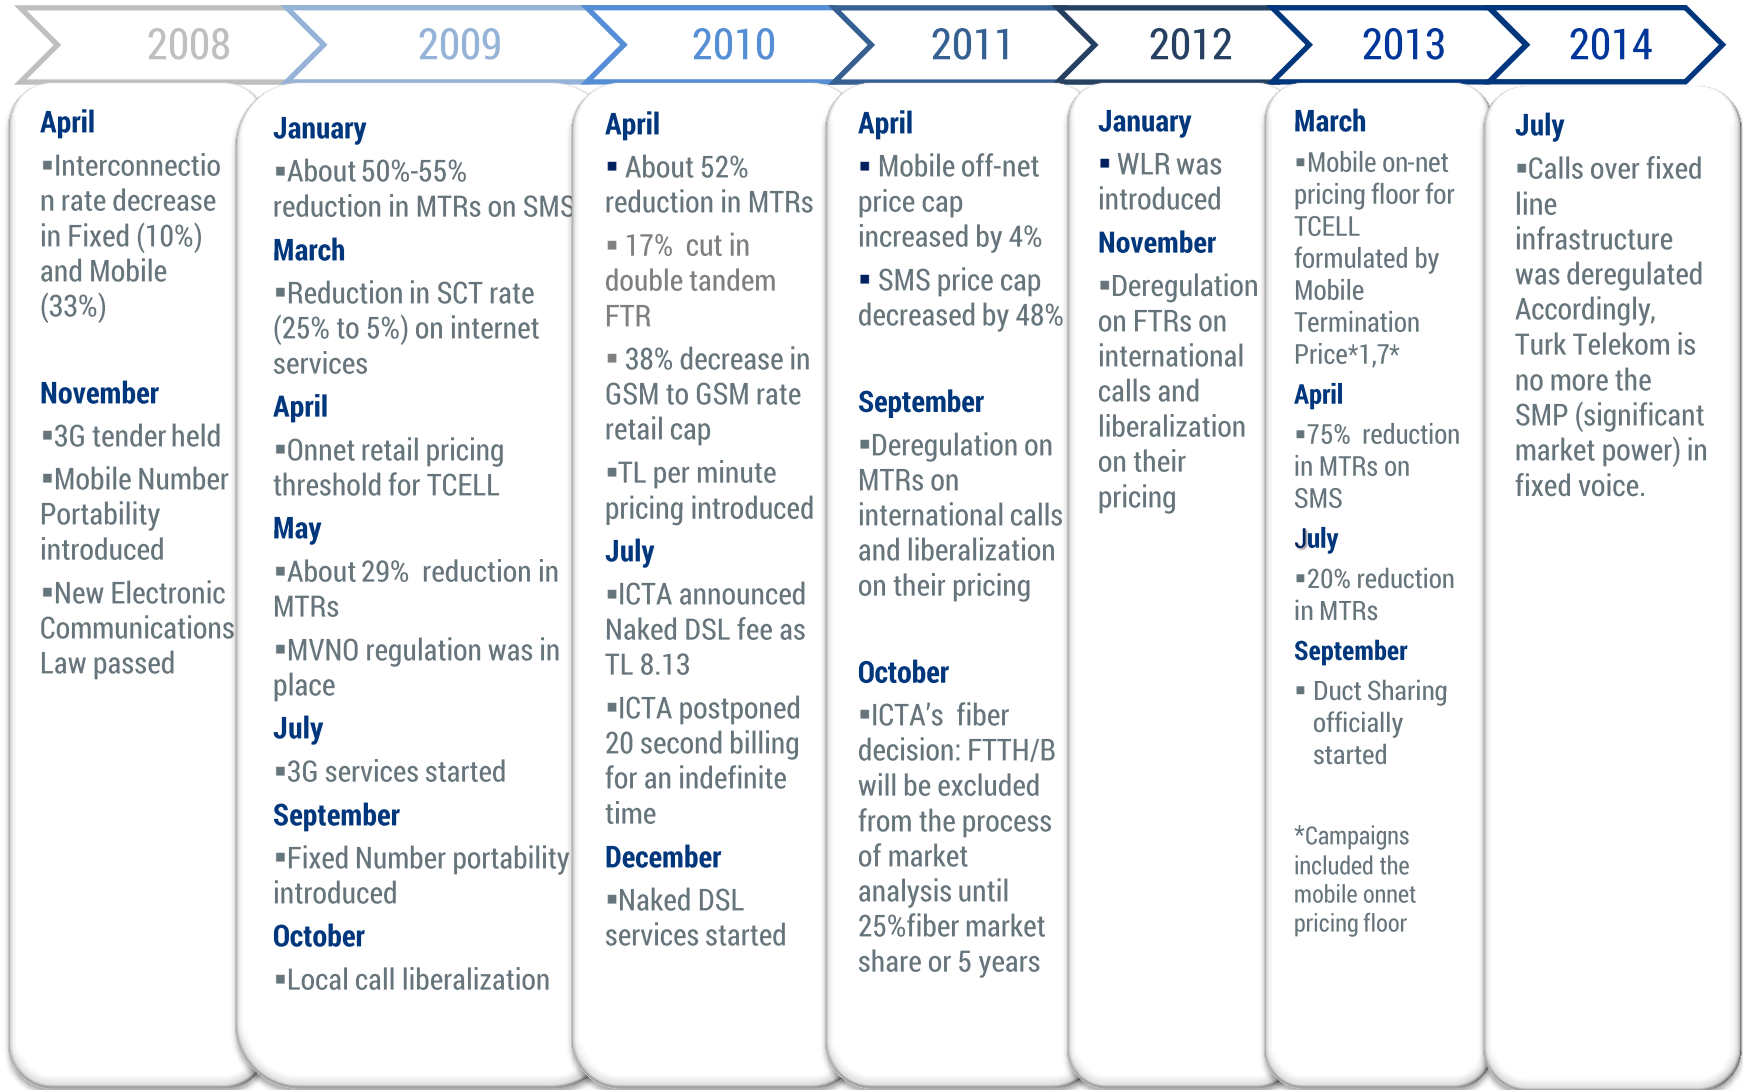 2008
2009
2010
2011
2012
2013
2014
April
▪Interconnectio
n rate decrease
in Fixed (10%)
and Mobile
(33%)
November
▪3G tender held
▪Mobile Number
Portability
introduced
▪New Electronic
Communications
Law passed
January
▪About 50%-55%
reduction in MTRs on SMS
March
▪Reduction in SCT rate
(25% to 5%) on internet
services
April
▪Onnet retail pricing
threshold for TCELL
May
▪About 29% reduction in
MTRs
▪MVNO regulation was in
place
July
▪3G services started
September
▪Fixed Number portability
introduced
October
▪Local call liberalization
April
▪ About 52%
reduction in MTRs
▪ 17% cut in
double tandem
FTR
▪ 38% decrease in
GSM to GSM rate
retail cap
▪TL per minute
pricing introduced
July
▪ICTA announced
Naked DSL fee as
TL 8.13
▪ICTA postponed
20 second billing
for an indefinite
time
December
▪Naked DSL
services started
April
▪ Mobile off-net
price cap
increased by 4%
▪ SMS price cap
decreased by 48%
September
▪Deregulation on
MTRs on
international calls
and liberalization
on their pricing
October
▪ICTA’s fiber
decision: FTTH/B
will be excluded
from the process
of market
analysis until
25%fiber market
share or 5 years
January
▪ WLR was
introduced
November
▪Deregulation
on FTRs on
international
calls and
liberalization
on their
pricing
March
▪Mobile on-net
pricing floor for
TCELL
formulated by
Mobile
Termination
Price*1,7*
April
▪75% reduction
in MTRs on
SMS
July
▪20% reduction
in MTRs
September
▪ Duct Sharing
officially
started
*Campaigns
included the
mobile onnet
pricing floor
July
▪Calls over fixed
line
infrastructure
was deregulated
Accordingly,
Turk Telekom is
no more the
SMP (significant
market power) in
fixed voice.